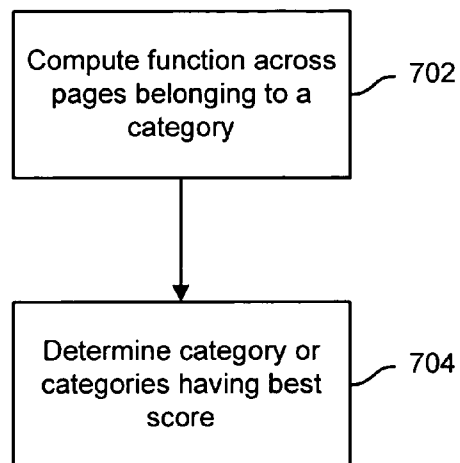 Compute function across
pages belonging to a
category
702
Determine category or
categories having best
score
704